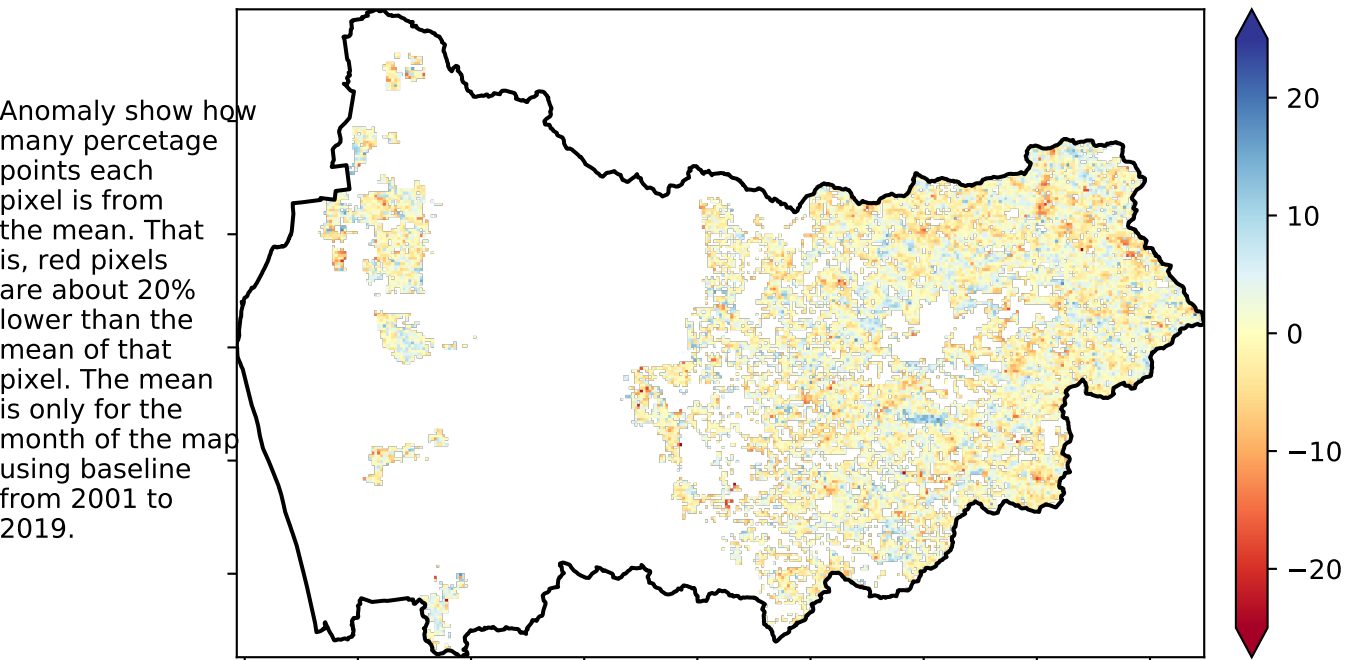 Anomaly show how
many percetage
points each
pixel is from
the mean. That
is, red pixels
are about 20%
lower than the
mean of that
pixel. The mean
is only for the
month of the map
using baseline
from 2001 to
2019.
20
10
0
−10
−20